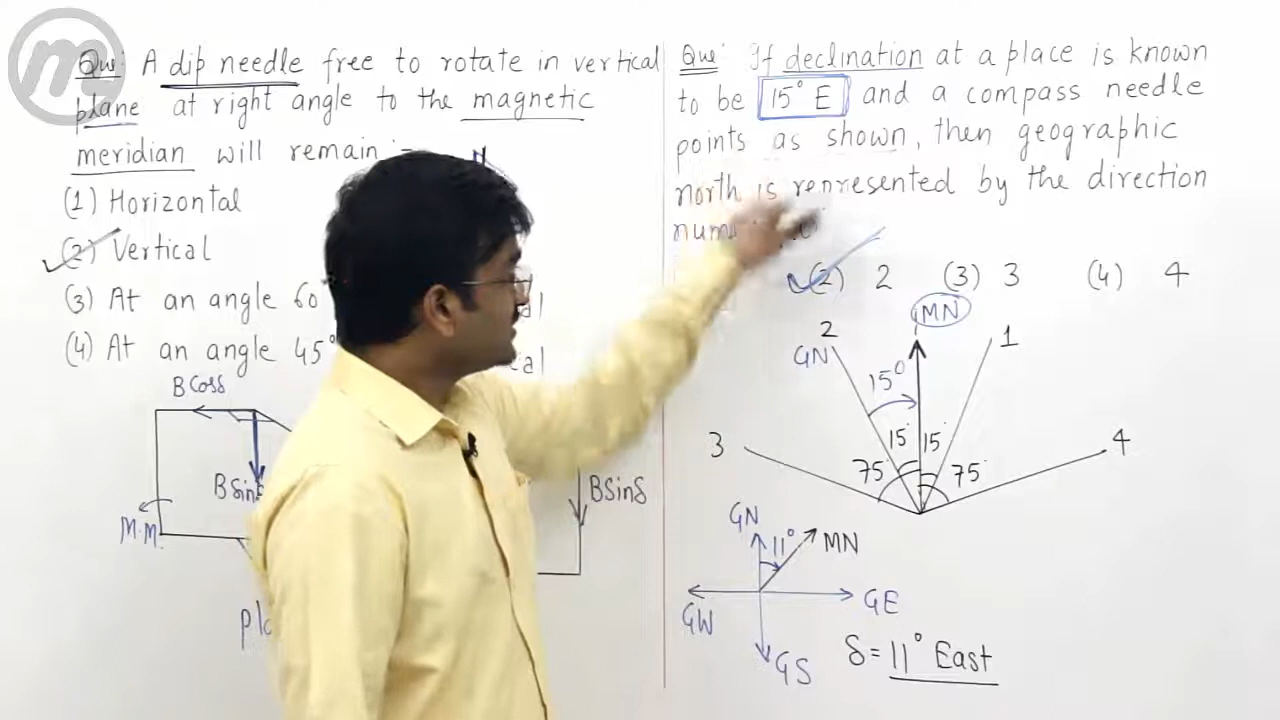 m
Que: A dip needle free to rotate in vertical
plane at right angle to the magnetic
meridian will remain :-
(1) Horizontal
(2) Vertical
(3) At an angle 60°
(4) At an angle 45°
B cosδ
B sinδ
M.M.
B sinδ
Que: If declination at a place is known
to be 15° E and a compass needle
points as shown, then geographic
north is represented by the direction
(2) 2 (3) 3 (4) 4
MN
2
GN
1
15°
3
4
15° 15°
75° 75°
GN
11°
MN
GW
GE
GS
δ = 11° East